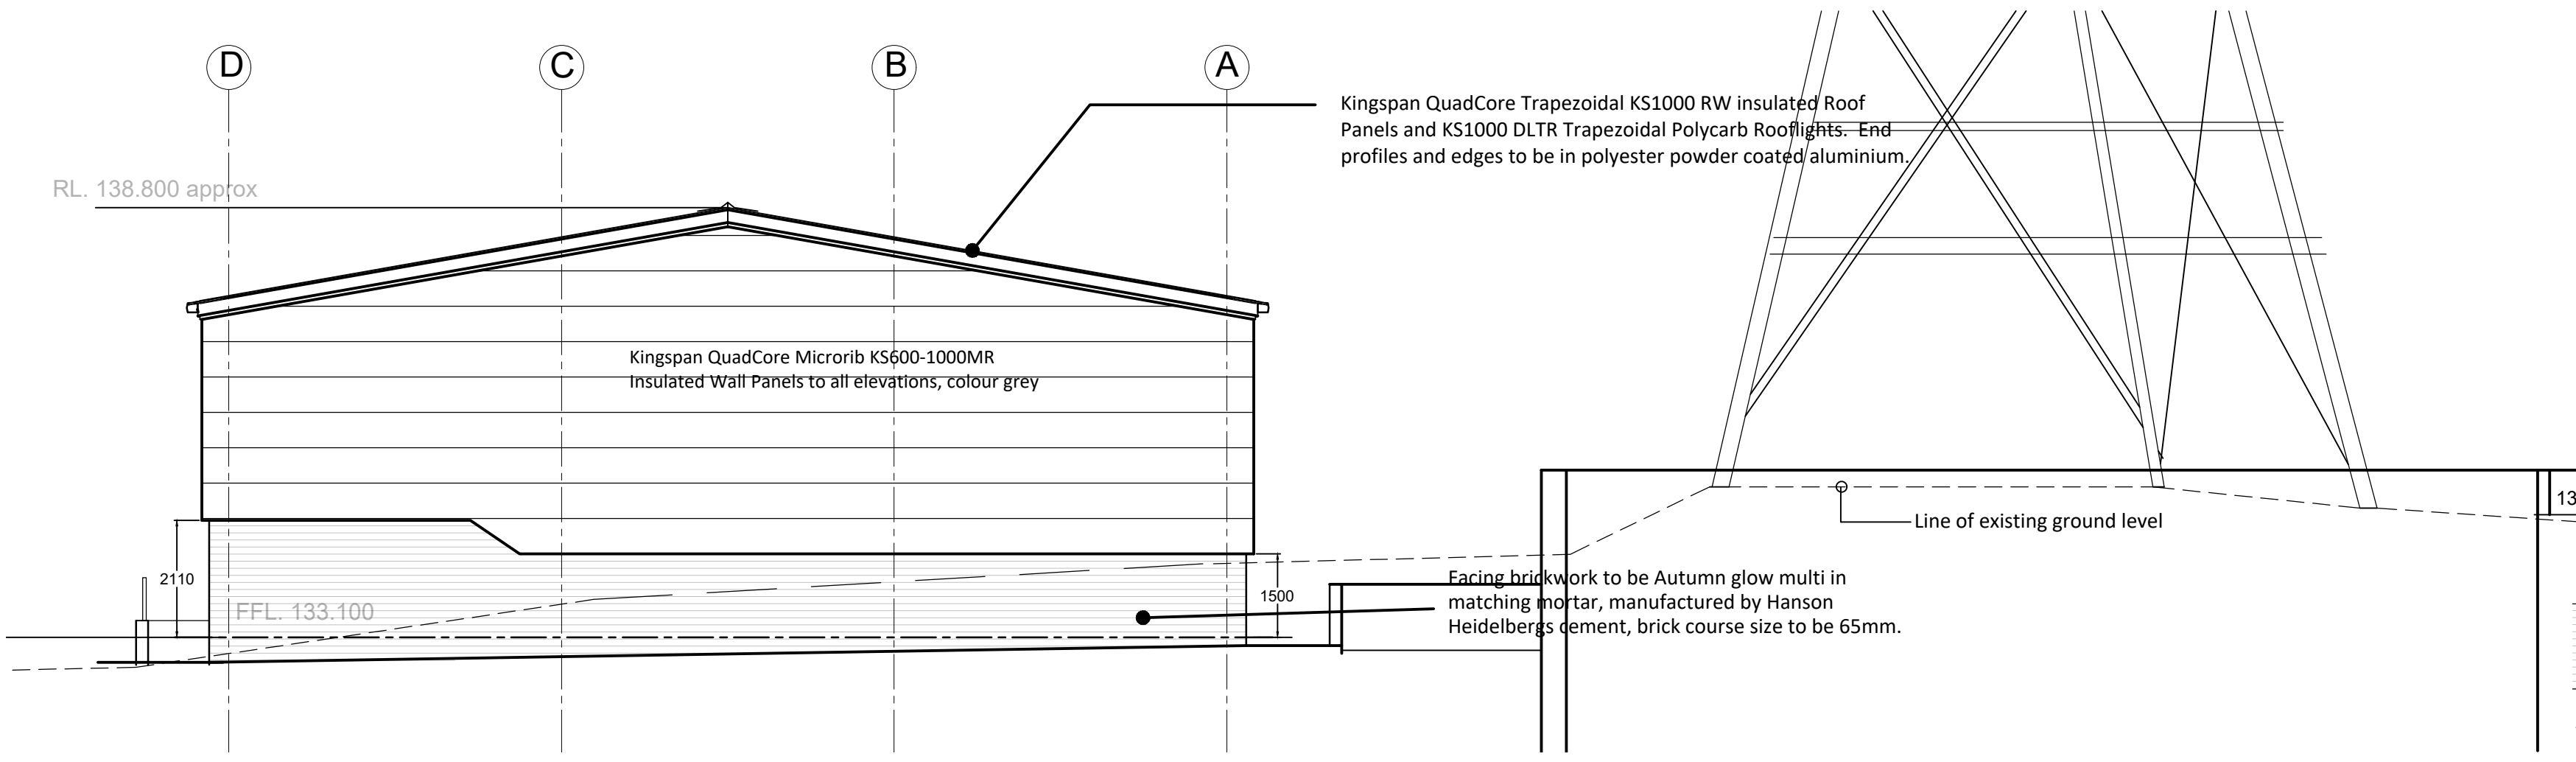 D
C
B
A
Kingspan QuadCore Trapezoidal KS1000 RW insulated Roof
Panels and KS1000 DLTR Trapezoidal Polycarb Rooflights. End
profiles and edges to be in polyester powder coated aluminium.
RL. 138.800 approx
Kingspan QuadCore Microrib KS600-1000MR
Insulated Wall Panels to all elevations, colour grey
13
Line of existing ground level
2110
FFL. 133.100
1500
Facing brickwork to be Autumn glow multi in
matching mortar, manufactured by Hanson
Heidelbergs cement, brick course size to be 65mm.